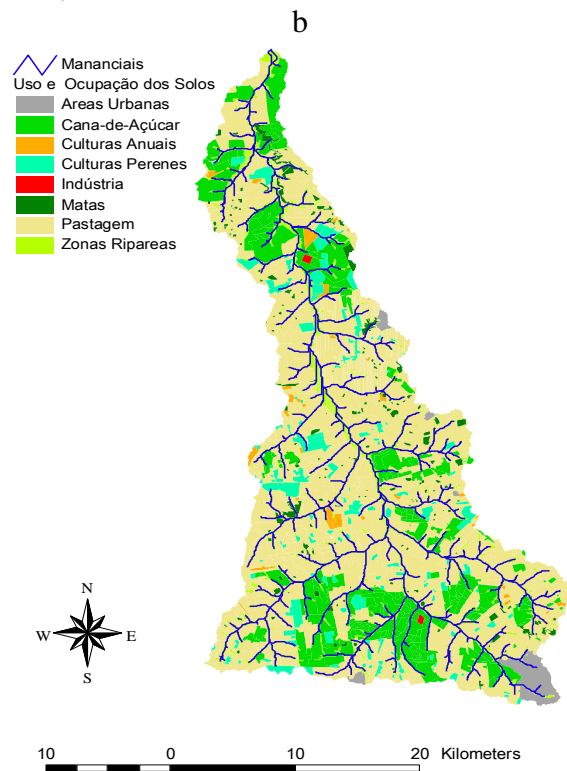 b
Mananciais
Uso e Ocupação dos Solos
Areas Urbanas
Cana-de-Açúcar
Culturas Anuais
Culturas Perenes
Indústria
Matas
Pastagem
Zonas Ripareas
N
W E
S
10 0 10 20 Kilometers